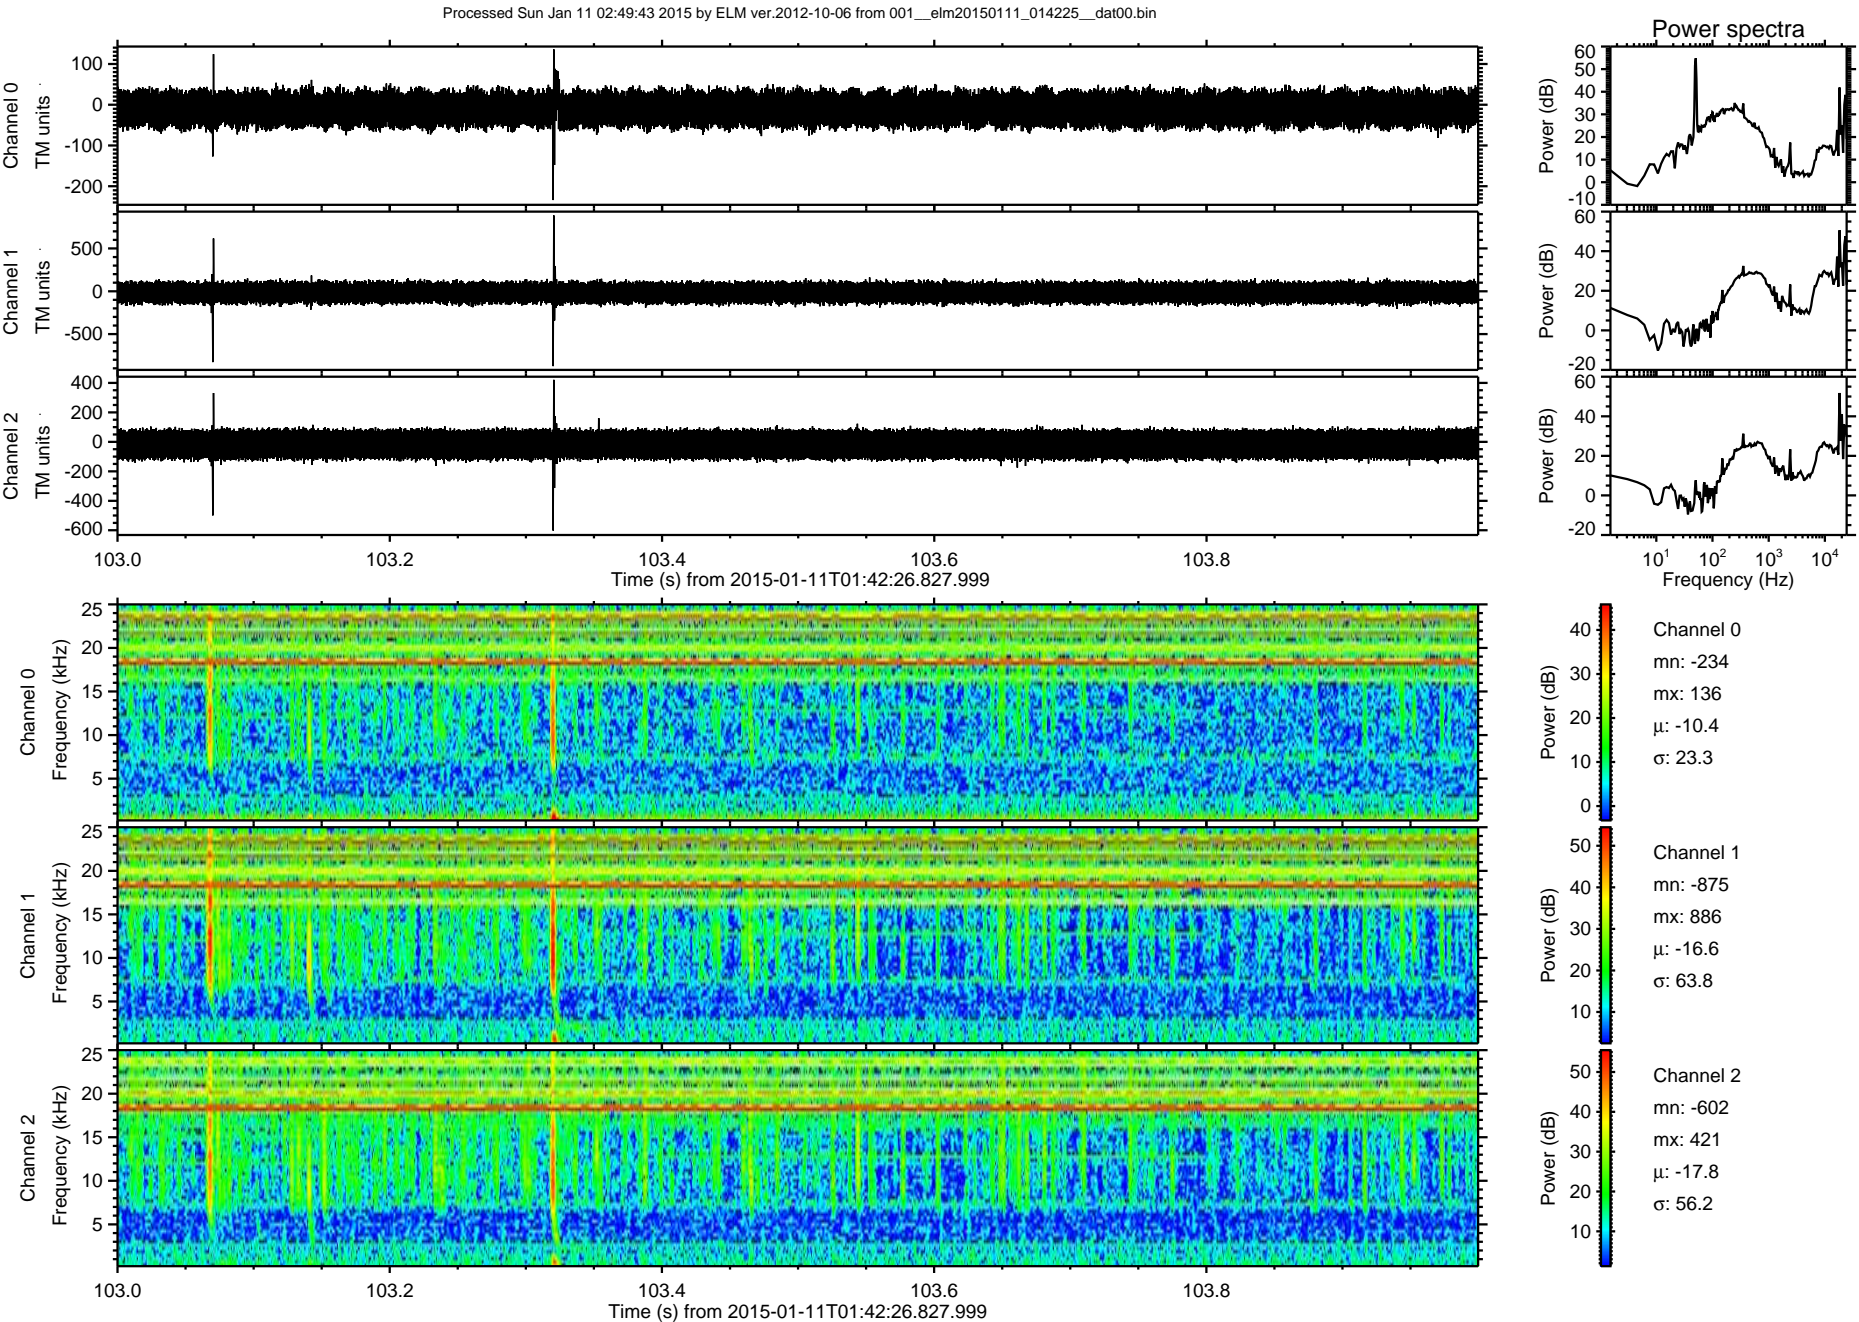 Processed Sun Jan 11 02:49:43 2015 by ELM ver.2012-10-06 from 001__elm20150111_014225__dat00.bin
Power spectra
Channel 0
TM units
100
0
-100
-200
Power (dB)
60
50
40
30
20
10
0
-10
Channel 1
TM units
500
0
-500
Power (dB)
60
40
20
0
-20
Channel 2
TM units
400
200
0
-200
-400
-600
Power (dB)
60
40
20
0
-20
103.0 103.2 103.4 103.6 103.8
Time (s) from 2015-01-11T01:42:26.827.999
10¹ 10² 10³ 10⁴
Frequency (Hz)
Channel 0
Frequency (kHz)
25
20
15
10
5
Power (dB)
40
30
20
10
0
Channel 0
mn: -234
mx: 136
μ: -10.4
σ: 23.3
Channel 1
Frequency (kHz)
25
20
15
10
5
Power (dB)
50
40
30
20
10
Channel 1
mn: -875
mx: 886
μ: -16.6
σ: 63.8
Channel 2
Frequency (kHz)
25
20
15
10
5
Power (dB)
50
40
30
20
10
Channel 2
mn: -602
mx: 421
μ: -17.8
σ: 56.2
103.0 103.2 103.4 103.6 103.8
Time (s) from 2015-01-11T01:42:26.827.999